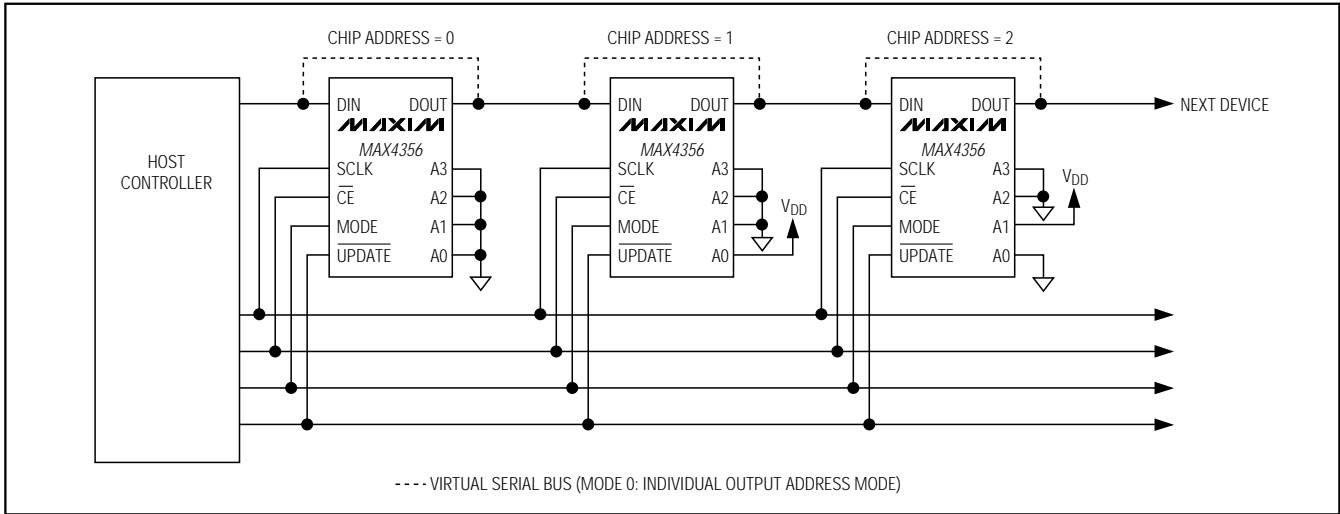 CHIP ADDRESS = 0
CHIP ADDRESS = 1
CHIP ADDRESS = 2
HOST
CONTROLLER
DIN DOUT
MAXIM
MAX4356
SCLK A3
CE A2
MODE A1
UPDATE A0
DIN DOUT
MAXIM
MAX4356
SCLK A3
CE A2
MODE A1
UPDATE A0
VDD
DIN DOUT
MAXIM
MAX4356
SCLK A3
CE A2
MODE A1
UPDATE A0
VDD
NEXT DEVICE
---- VIRTUAL SERIAL BUS (MODE 0: INDIVIDUAL OUTPUT ADDRESS MODE)